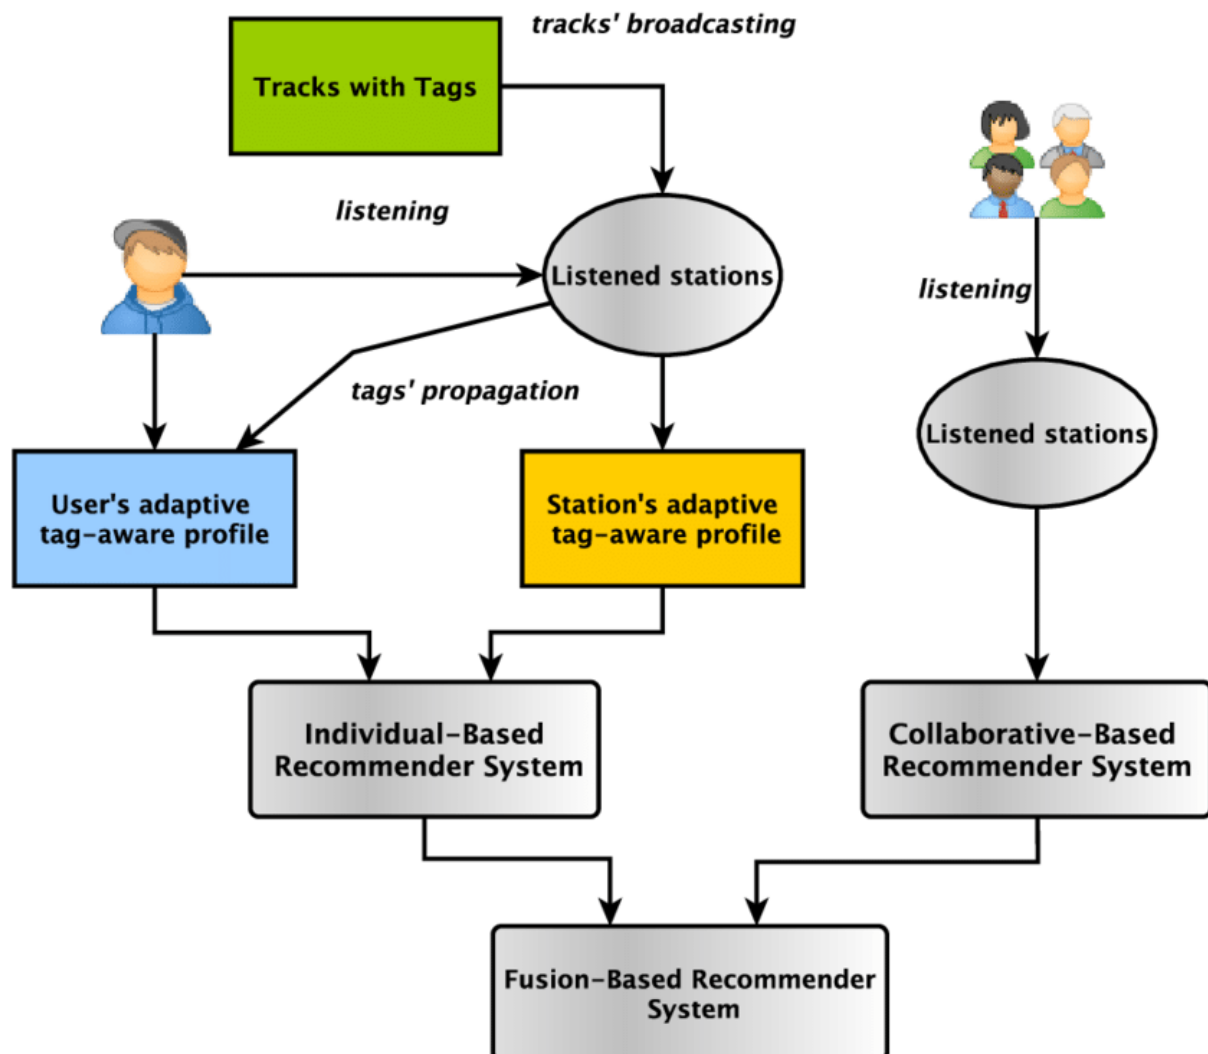 tracks' broadcasting
Tracks with Tags
listening
Listened stations
listening
tags' propagation
Listened stations
User's adaptive
tag-aware profile
Station's adaptive
tag-aware profile
Individual-Based
Recommender System
Collaborative-Based
Recommender System
Fusion-Based Recommender
System